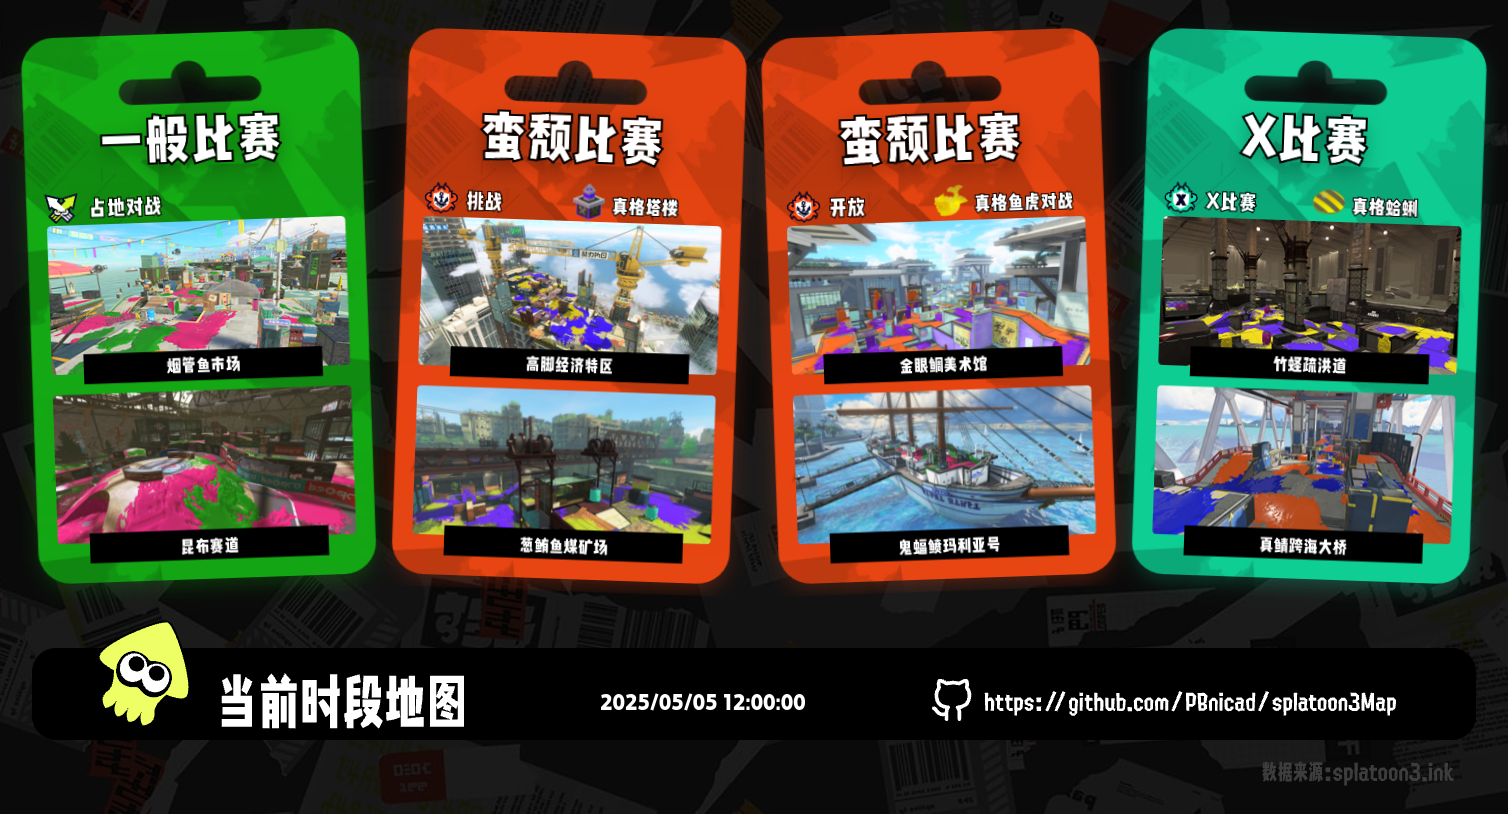 一般比赛
占地对战
烟管鱼市场
昆布赛道
蛮颓比赛
挑战
真格塔楼
高脚经济特区
葱鲔鱼煤矿场
蛮颓比赛
开放
真格鱼虎对战
金眼鲷美术馆
鬼蝠鲼玛利亚号
X比赛
X比赛
真格蛤蜊
竹蛏疏洪道
真鲭跨海大桥
当前时段地图
2025/05/05 12:00:00
https://github.com/PBnicad/splatoon3Map
数据来源:splatoon3.ink